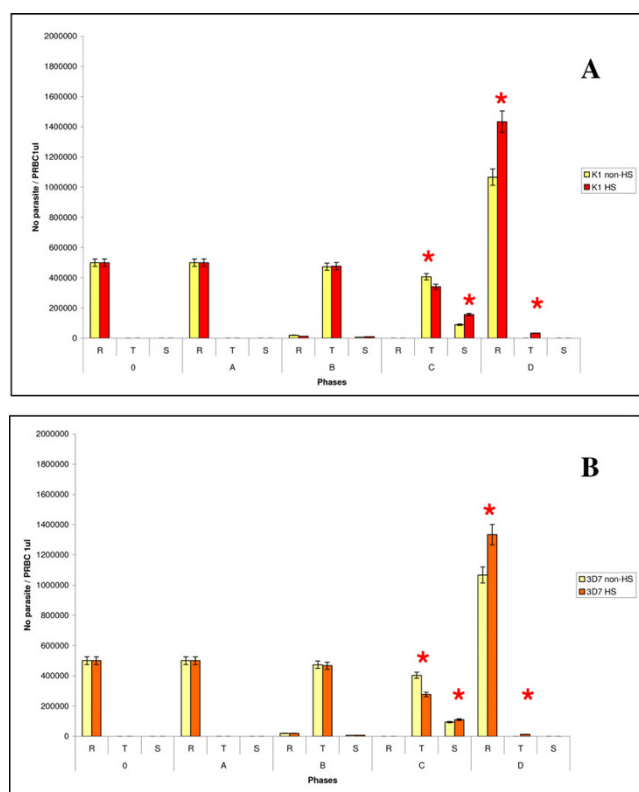 A
2000000
1800000
1600000
1400000
1200000
1000000
800000
600000
400000
200000
0
No parasite / PRBC1ul
K1 non-HS
K1 HS
R T S R T S R T S R T S R T S
0 A B C D
Phases
B
2000000
1800000
1600000
1400000
1200000
1000000
800000
600000
400000
200000
0
No parasite / PRBC 1ul
3D7 non-HS
3D7 HS
R T S R T S R T S R T S R T S
0 A B C D
Phases